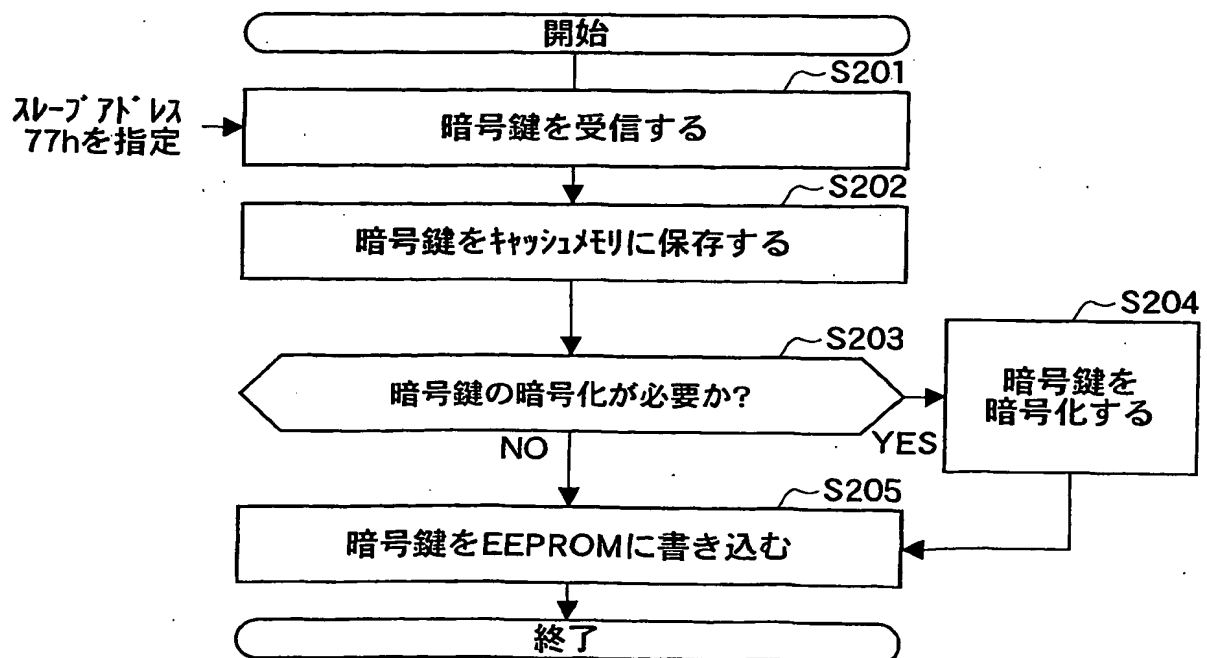 開始
S201
スレーブアドレス
77hを指定
暗号鍵を受信する
S202
暗号鍵をキャッシュメモリに保存する
S203
暗号鍵の暗号化が必要か?
S204
暗号鍵を
暗号化する
NO
YES
S205
暗号鍵をEEPROMに書き込む
終了